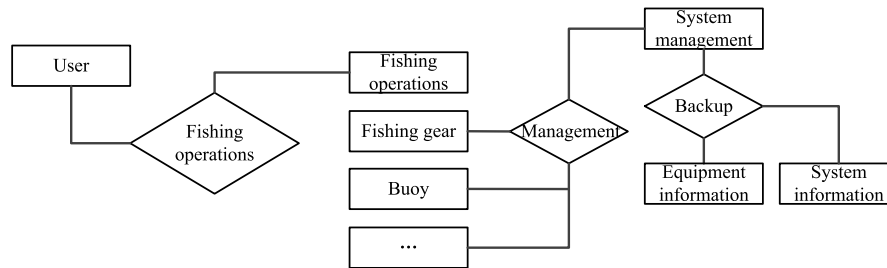 User
Fishing
operations
Fishing
operations
Fishing gear
Buoy
...
Management
System
management
Backup
Equipment
information
System
information